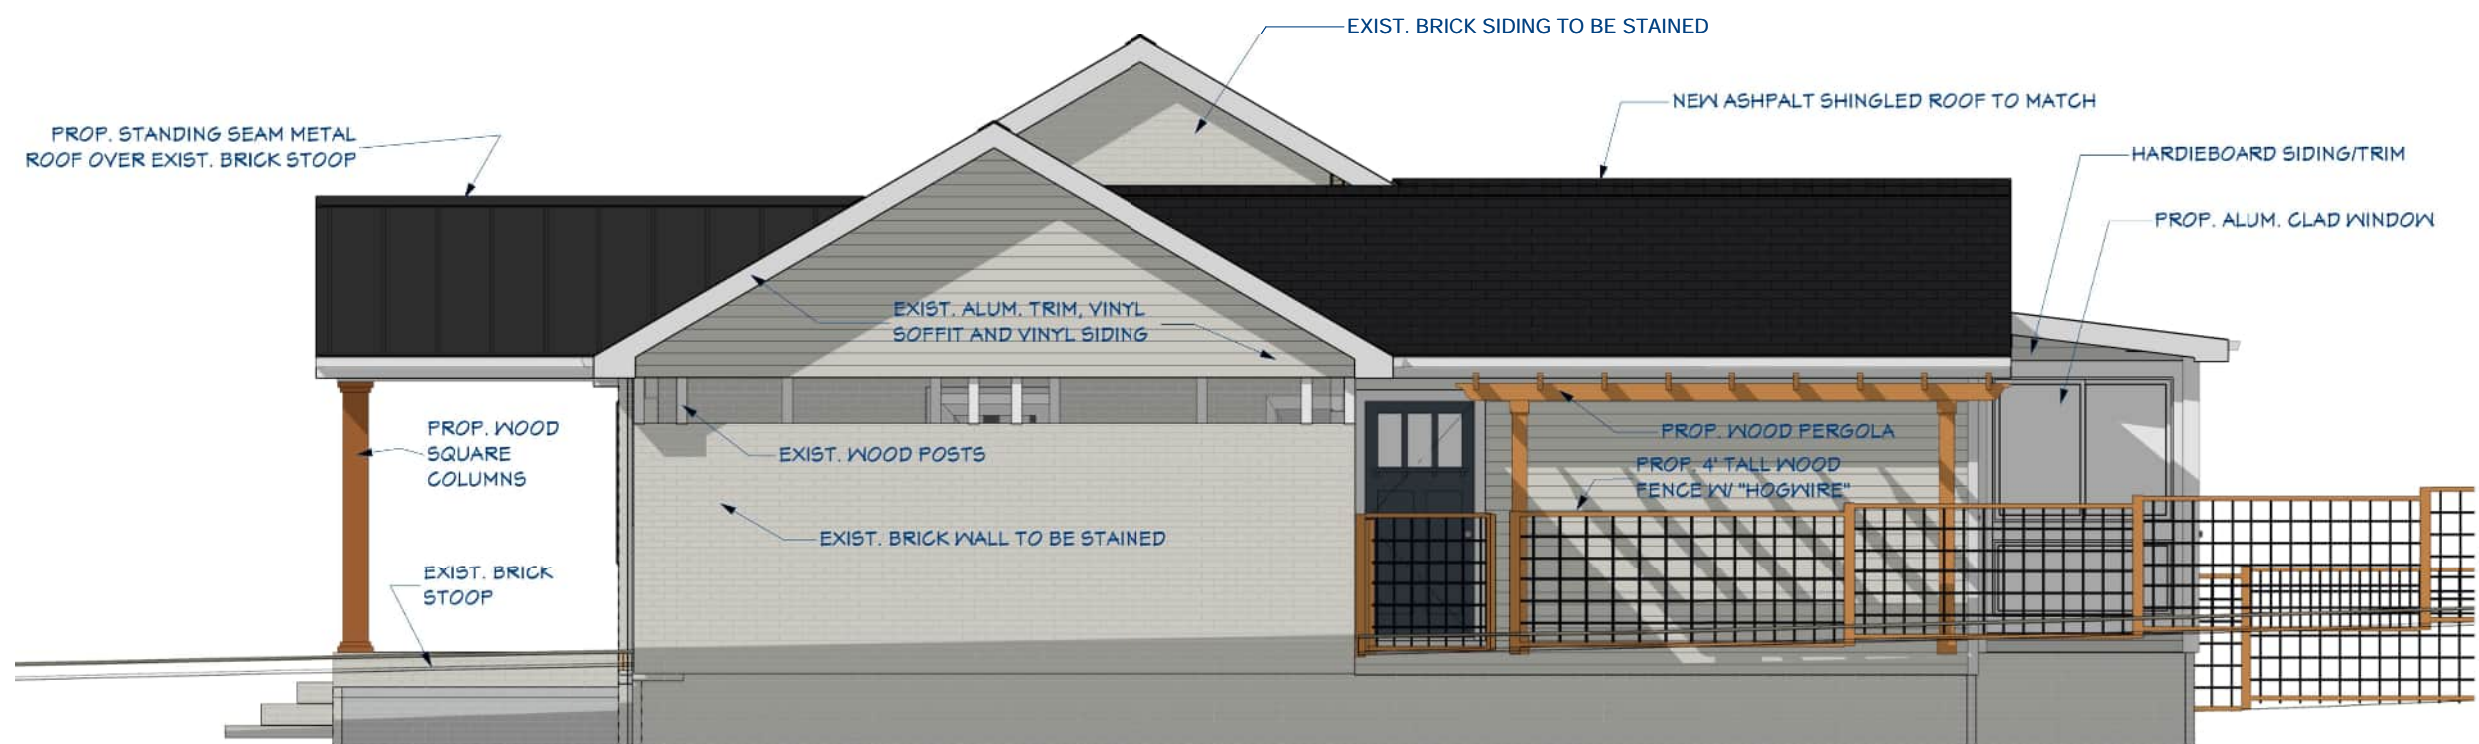 EXIST. BRICK SIDING TO BE STAINED
NEW ASHPALT SHINGLED ROOF TO MATCH
PROP. STANDING SEAM METAL
ROOF OVER EXIST. BRICK STOOP
HARDIEBOARD SIDING/TRIM
PROP. ALUM. CLAD WINDOW
EXIST. ALUM. TRIM, VINYL
SOFFIT AND VINYL SIDING
PROP. WOOD
SQUARE
COLUMNS
EXIST. WOOD POSTS
PROP. WOOD PERGOLA
PROP. 4' TALL WOOD
FENCE W/ "HOGWIRE"
EXIST. BRICK WALL TO BE STAINED
EXIST. BRICK
STOOP